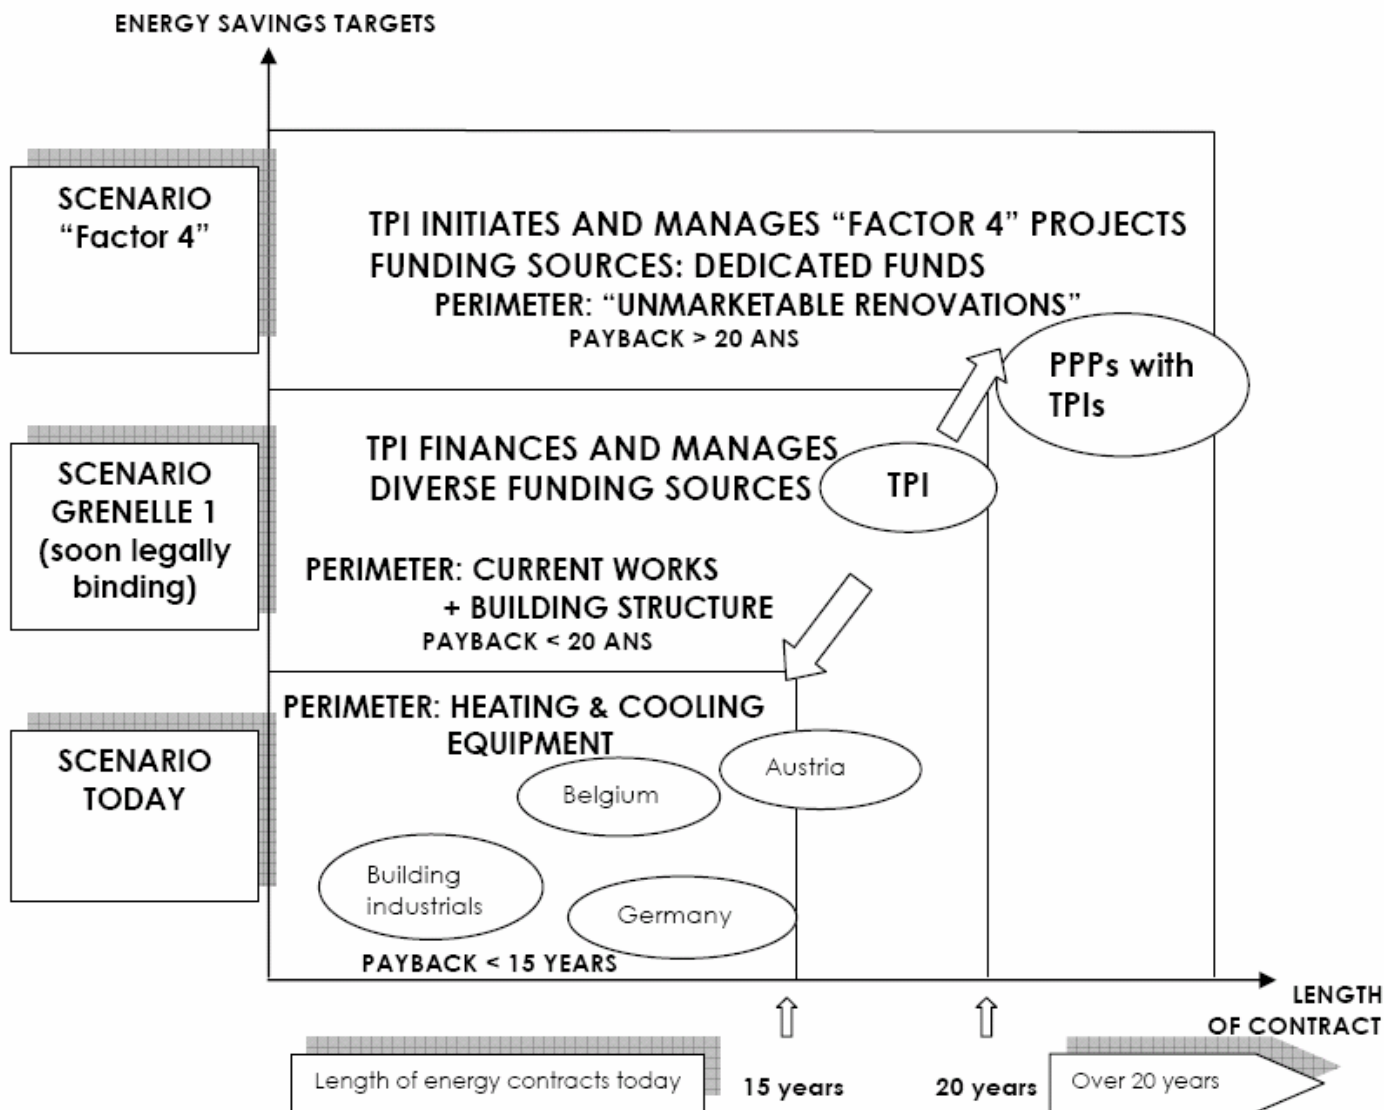 ENERGY SAVINGS TARGETS
SCENARIO
“Factor 4”
TPI INITIATES AND MANAGES “FACTOR 4” PROJECTS
FUNDING SOURCES: DEDICATED FUNDS
PERIMETER: “UNMARKETABLE RENOVATIONS”
PAYBACK > 20 ANS
PPPs with
TPIs
SCENARIO
GRENELLE 1
(soon legally
binding)
TPI FINANCES AND MANAGES
DIVERSE FUNDING SOURCES
TPI
PERIMETER: CURRENT WORKS
+ BUILDING STRUCTURE
PAYBACK < 20 ANS
SCENARIO
TODAY
PERIMETER: HEATING & COOLING
EQUIPMENT
Austria
Belgium
Building
industrials
Germany
PAYBACK < 15 YEARS
LENGTH
OF CONTRACT
Length of energy contracts today
15 years
20 years
Over 20 years